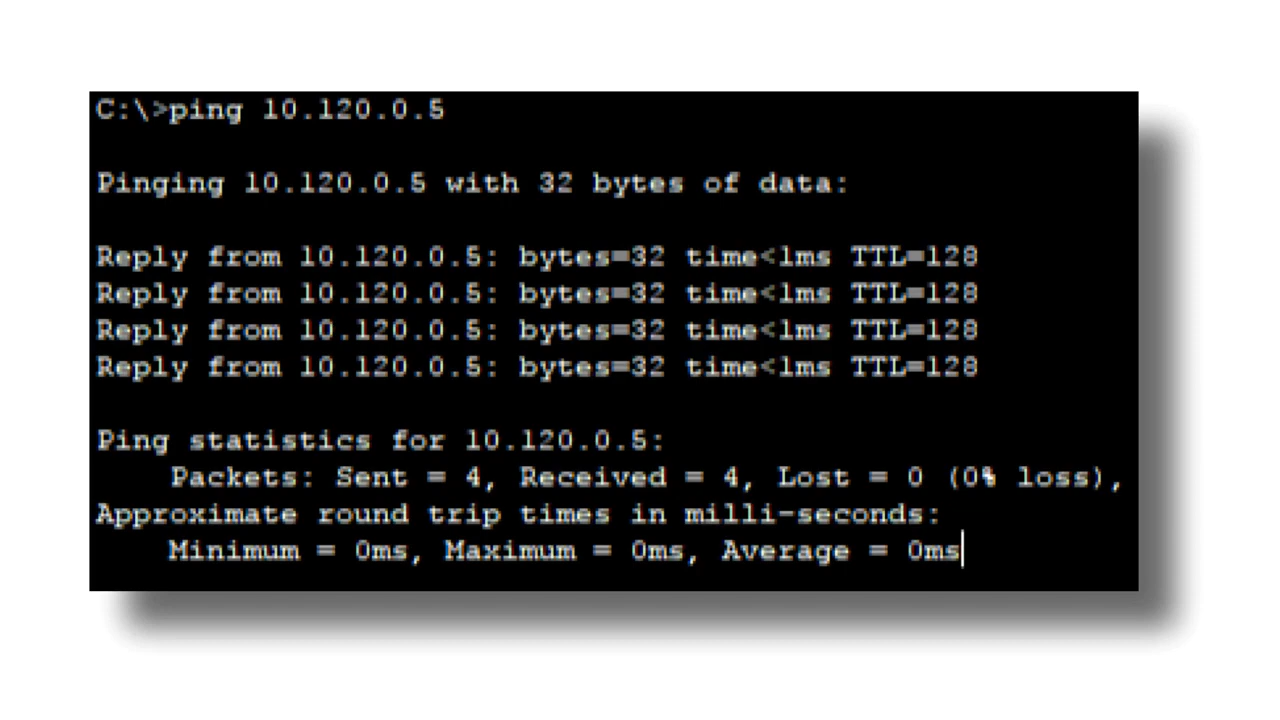 C:\>ping 10.120.0.5
Pinging 10.120.0.5 with 32 bytes of data:
Reply from 10.120.0.5: bytes=32 time<1ms TTL=128
Reply from 10.120.0.5: bytes=32 time<1ms TTL=128
Reply from 10.120.0.5: bytes=32 time<1ms TTL=128
Reply from 10.120.0.5: bytes=32 time<1ms TTL=128
Ping statistics for 10.120.0.5:
    Packets: Sent = 4, Received = 4, Lost = 0 (0% loss),
Approximate round trip times in milli-seconds:
    Minimum = 0ms, Maximum = 0ms, Average = 0ms